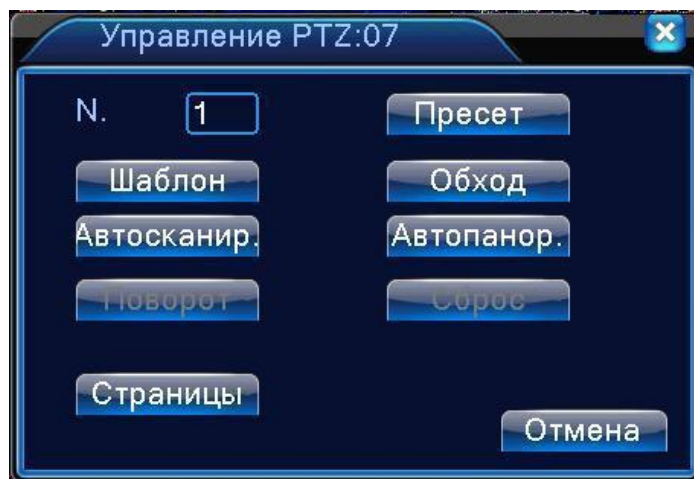 Управление PTZ:07
N. 1 Пресет
Шаблон Обход
Автосканир. Автопанор.
Поворот Сброс
Страницы
Отмена